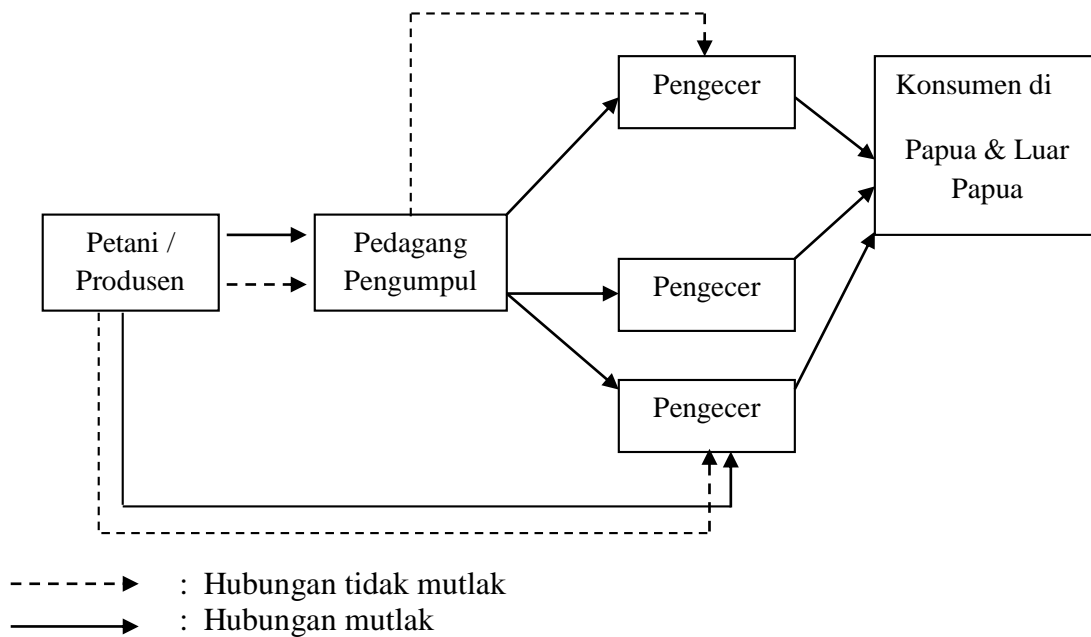 Pengecer
Konsumen di
Papua & Luar
Papua
Petani /
Produsen
Pedagang
Pengumpul
Pengecer
Pengecer
: Hubungan tidak mutlak
: Hubungan mutlak